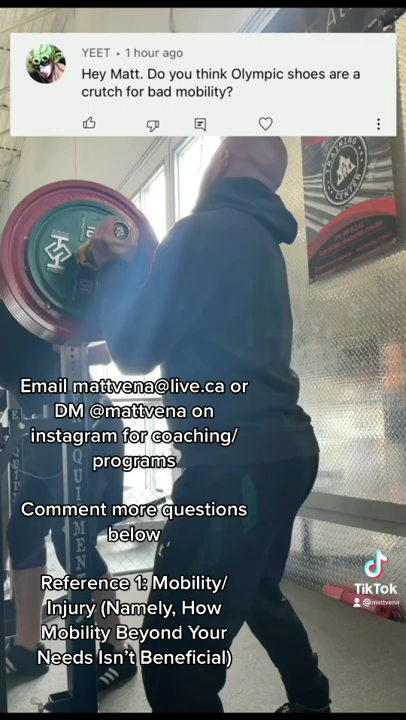 YEET • 1 hour ago
Hey Matt. Do you think Olympic shoes are a
crutch for bad mobility?
TRAINING
CENTER
Email mattvena@live.ca or
DM @mattvena on
instagram for coaching/
programs
EQUIPMENT
Comment more questions
below
Reference 1: Mobility/
Injury (Namely, How
Mobility Beyond Your
Needs Isn’t Beneficial)
TikTok
@mattvena